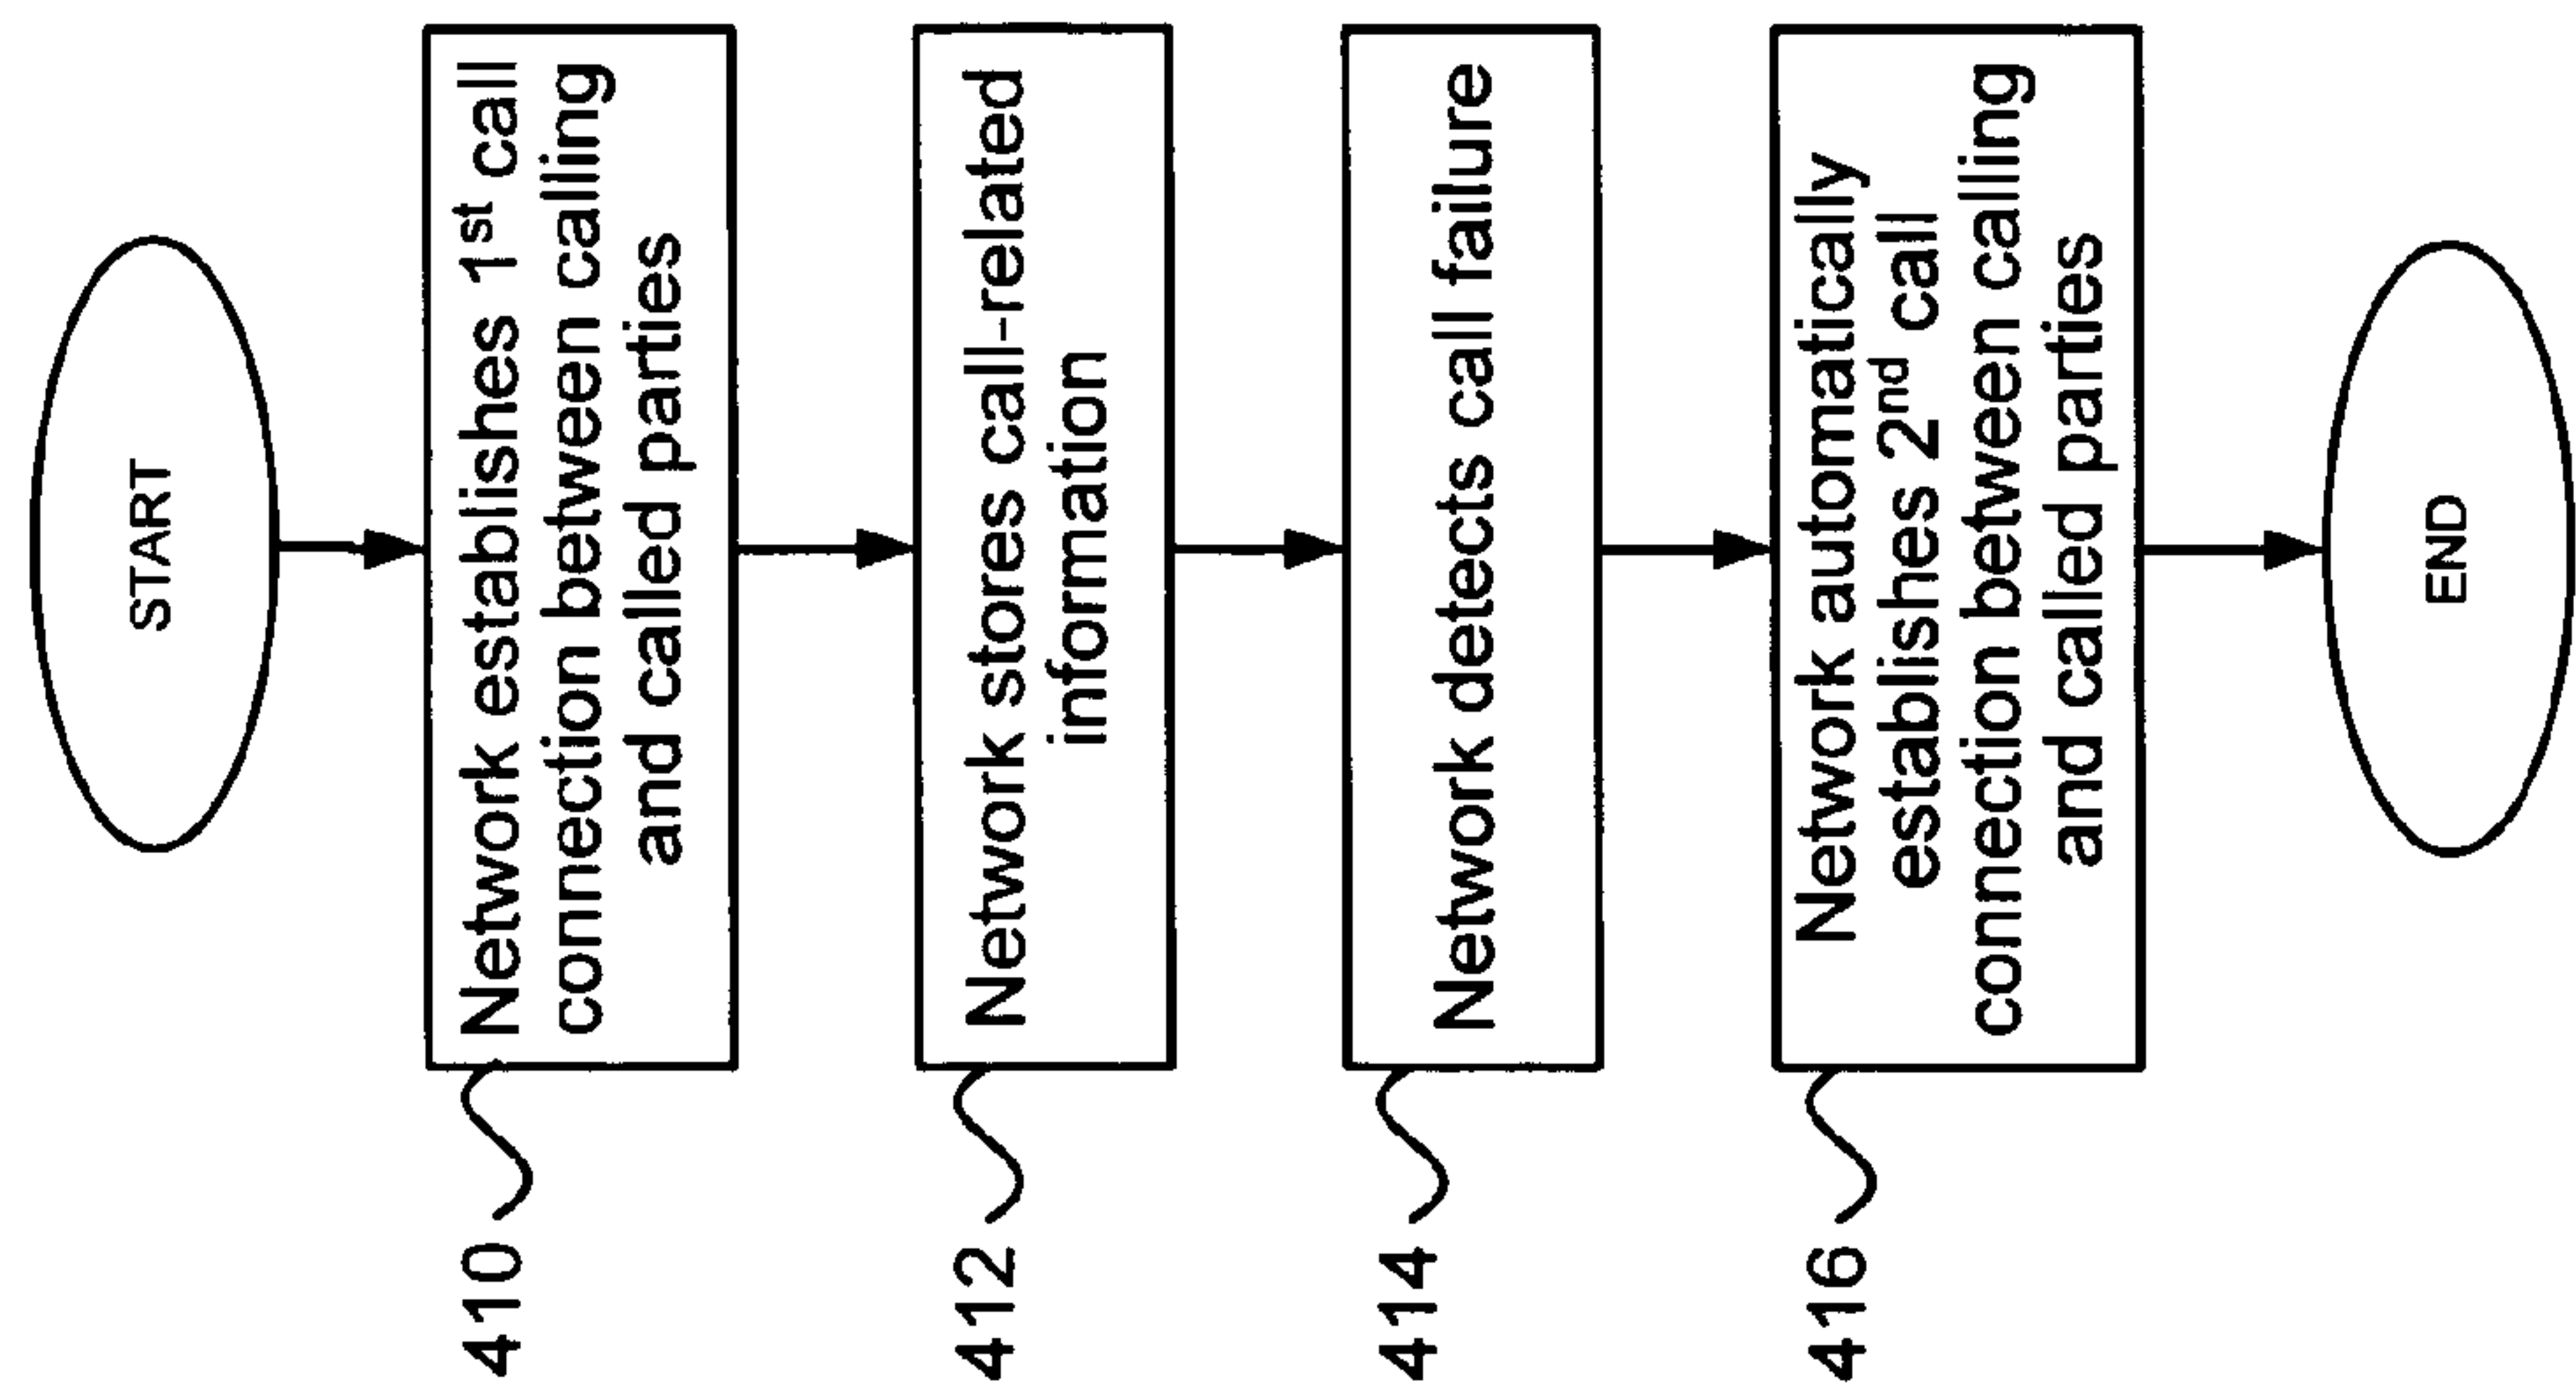 START
410
Network establishes 1st call
connection between calling
and called parties
412
Network stores call-related
information
414
Network detects call failure
416
Network automatically
establishes 2nd call
connection between calling
and called parties
END